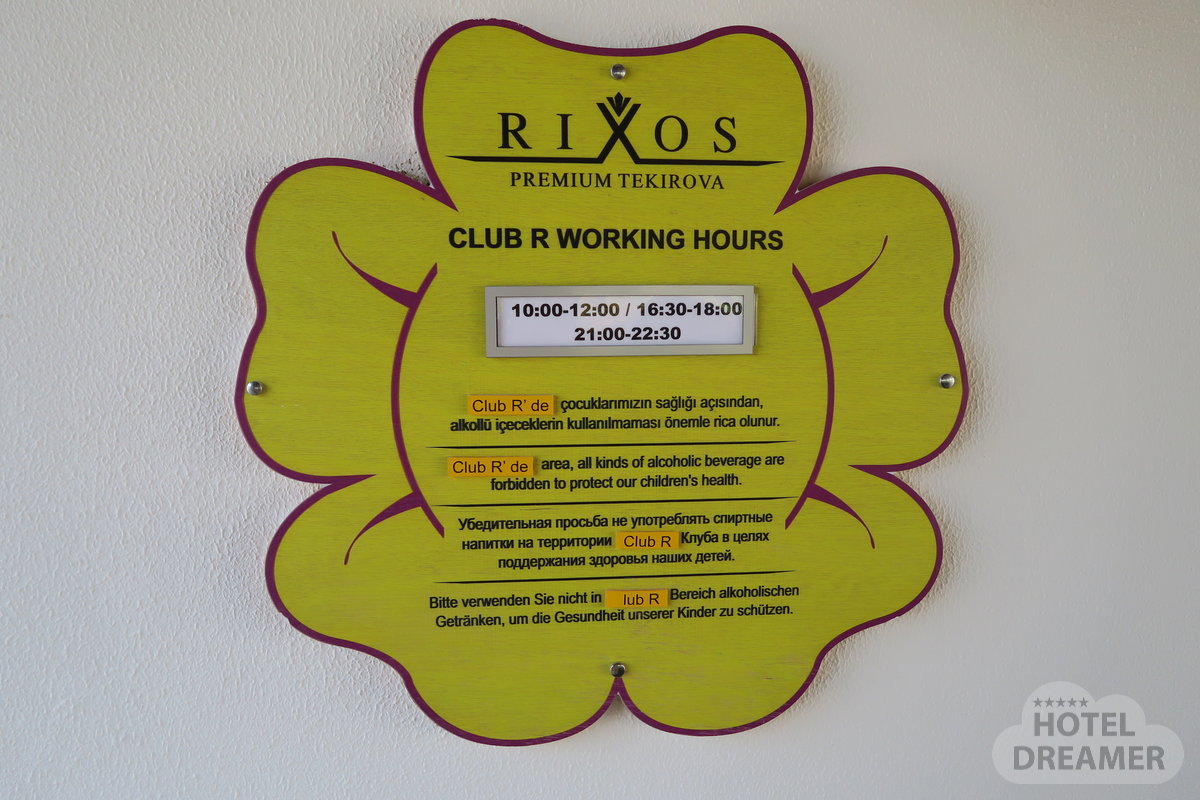 RIXOS
PREMIUM TEKIROVA
CLUB R WORKING HOURS
10:00-12:00 / 16:30-18:00
21:00-22:30
Club R' de çocuklarımızın sağlığı açısından,
alkollü içeceklerin kullanılmaması önemle rica olunur.
Club R' de area, all kinds of alcoholic beverage are
forbidden to protect our children's health.
Убедительная просьба не употреблять спиртные
напитки на территории Club R Клуба в целях
поддержания здоровья наших детей.
Bitte verwenden Sie nicht in lub R Bereich alkoholischen
Getränken, um die Gesundheit unserer Kinder zu schützen.
HOTEL
DREAMER